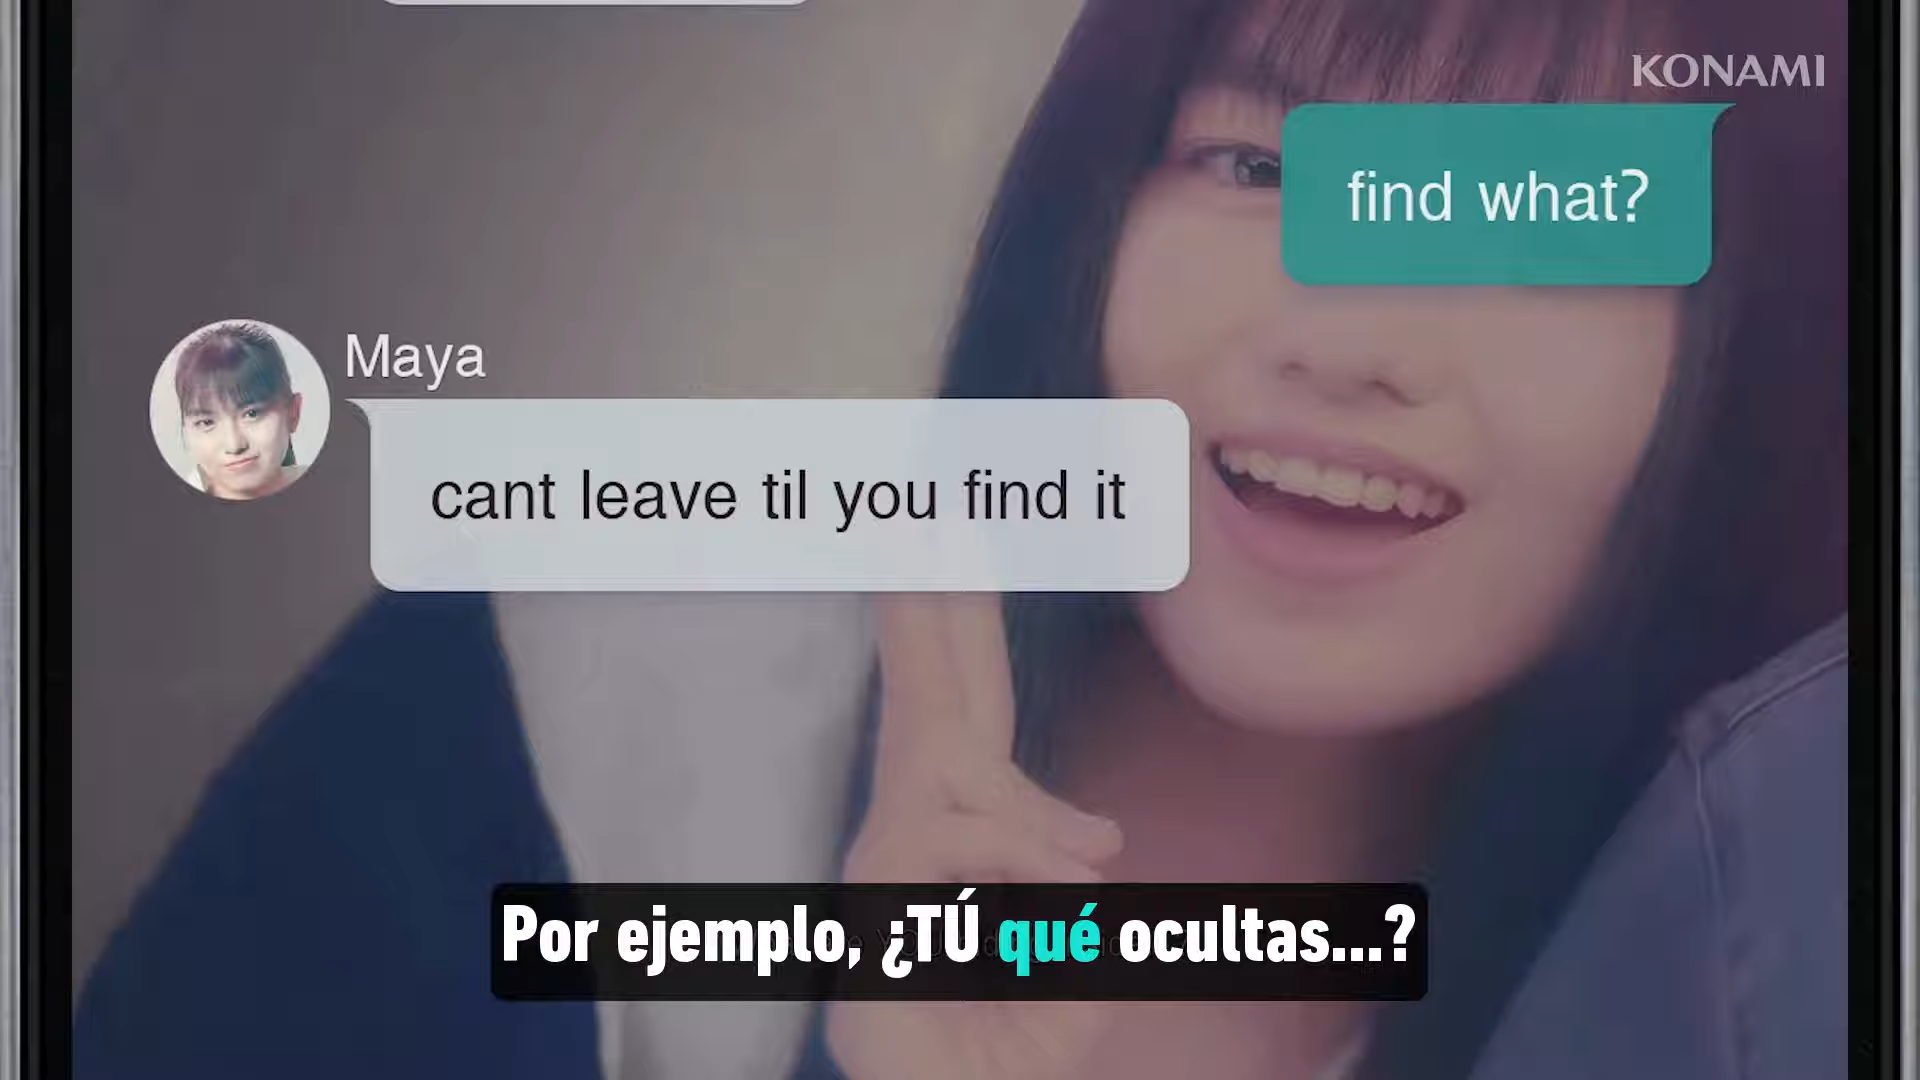 KONAMI
find what?
Maya
cant leave til you find it
Por ejemplo, ¿TÚ qué ocultas...?